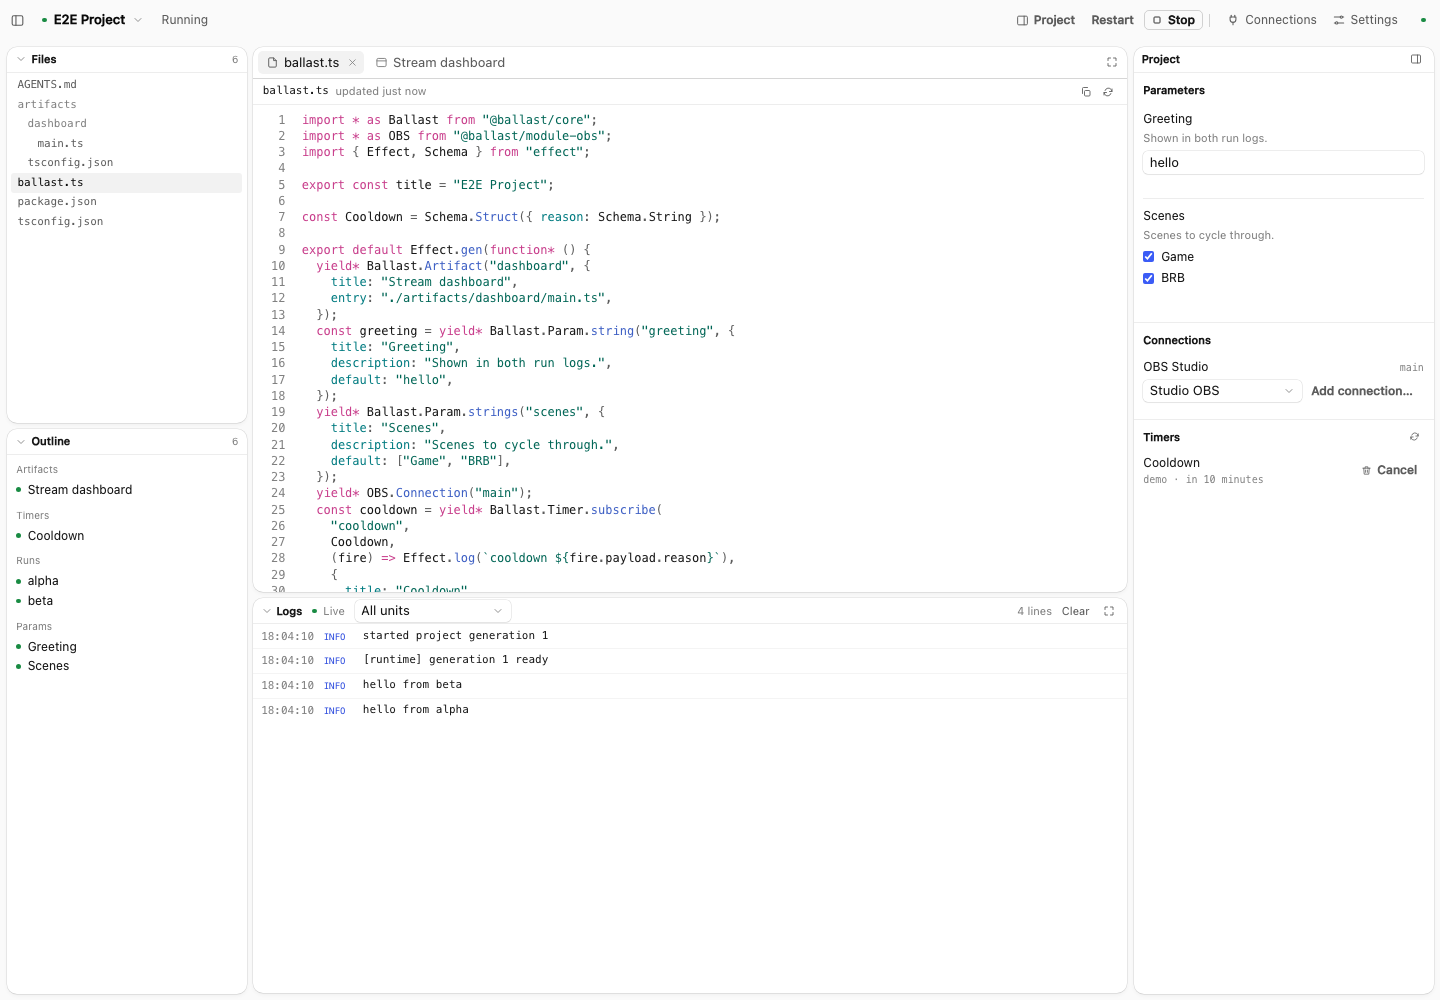 E2E Project
Running
Project
Restart
Stop
Connections
Settings
Files
6
AGENTS.md
artifacts
dashboard
main.ts
tsconfig.json
ballast.ts
package.json
tsconfig.json
Outline
6
Artifacts
Stream dashboard
Timers
Cooldown
Runs
alpha
beta
Params
Greeting
Scenes
ballast.ts
Stream dashboard
ballast.ts updated just now
1 import * as Ballast from "@ballast/core";
2 import * as OBS from "@ballast/module-obs";
3 import { Effect, Schema } from "effect";
4
5 export const title = "E2E Project";
6
7 const Cooldown = Schema.Struct({ reason: Schema.String });
8
9 export default Effect.gen(function* () {
10 yield* Ballast.Artifact("dashboard", {
11 title: "Stream dashboard",
12 entry: "./artifacts/dashboard/main.ts",
13 });
14 const greeting = yield* Ballast.Param.string("greeting", {
15 title: "Greeting",
16 description: "Shown in both run logs.",
17 default: "hello",
18 });
19 yield* Ballast.Param.strings("scenes", {
20 title: "Scenes",
21 description: "Scenes to cycle through.",
22 default: ["Game", "BRB"],
23 });
24 yield* OBS.Connection("main");
25 const cooldown = yield* Ballast.Timer.subscribe(
26 "cooldown",
27 Cooldown,
28 (fire) => Effect.log(`cooldown ${fire.payload.reason}`),
29 {
30 title: "Cooldown"
Logs
Live
All units
4 lines
Clear
18:04:10 INFO started project generation 1
18:04:10 INFO [runtime] generation 1 ready
18:04:10 INFO hello from beta
18:04:10 INFO hello from alpha
Project
Parameters
Greeting
Shown in both run logs.
hello
Scenes
Scenes to cycle through.
Game
BRB
Connections
OBS Studio
main
Studio OBS
Add connection...
Timers
Cooldown
demo · in 10 minutes
Cancel